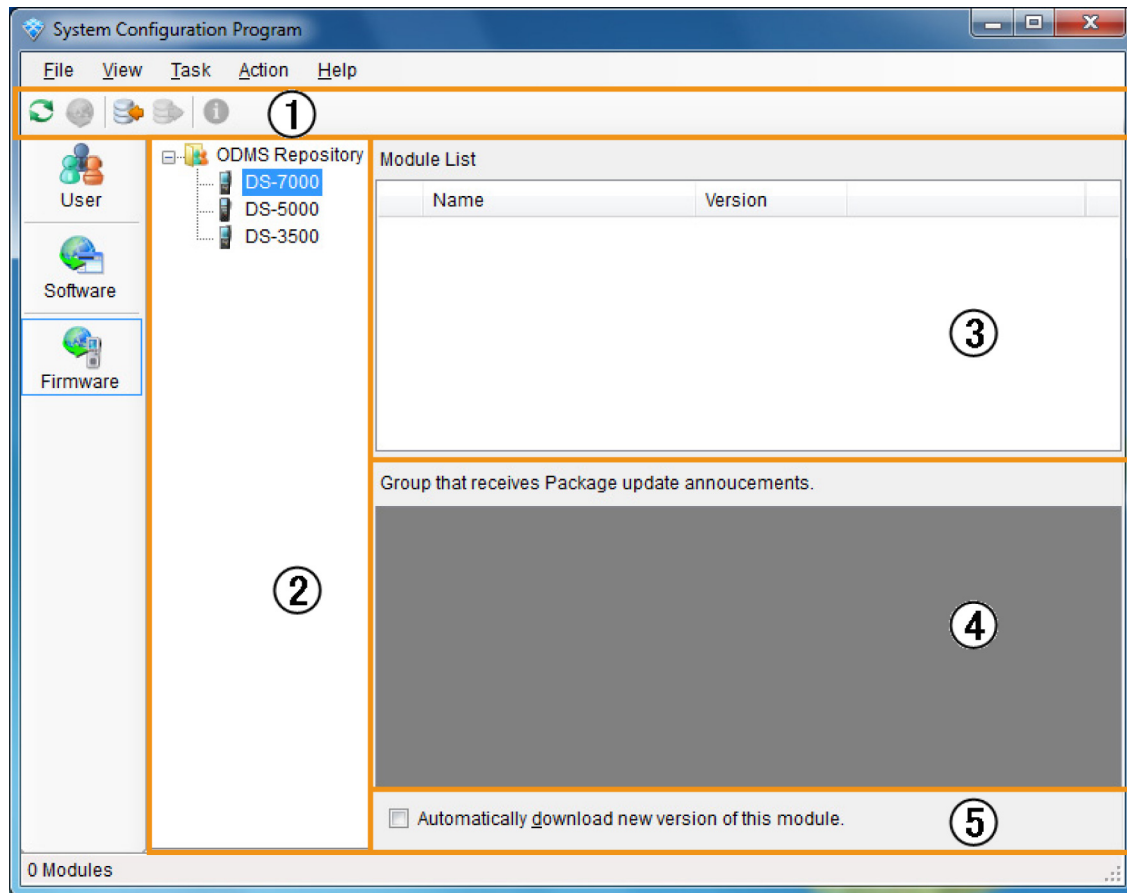 System Configuration Program
File View Task Action Help
①
User
Software
Firmware
ODMS Repository
DS-7000
DS-5000
DS-3500
②
Module List
Name Version
③
Group that receives Package update annoucements.
④
Automatically download new version of this module.
⑤
0 Modules